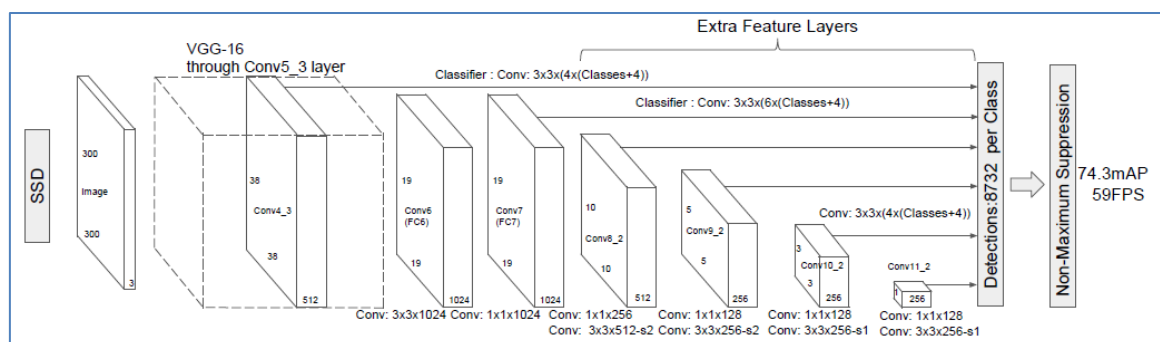 Extra Feature Layers
VGG-16
through Conv5_3 layer
Classifier : Conv: 3x3x(4x(Classes+4))
Classifier : Conv: 3x3x(6x(Classes+4))
SSD
300
Image
300
3
38
Conv4_3
38
512
19
Conv6
(FC6)
19
1024
19
Conv7
(FC7)
19
1024
10
Conv8_2
10
512
5
Conv9_2
5
256
Conv: 3x3x(4x(Classes+4))
3
Conv10_2
3
256
Conv11_2
1
256
Detections:8732 per Class
Non-Maximum Suppression
74.3mAP
59FPS
Conv: 3x3x1024
Conv: 1x1x1024
Conv: 1x1x256
Conv: 3x3x512-s2
Conv: 1x1x128
Conv: 3x3x256-s2
Conv: 1x1x128
Conv: 3x3x256-s1
Conv: 1x1x128
Conv: 3x3x256-s1